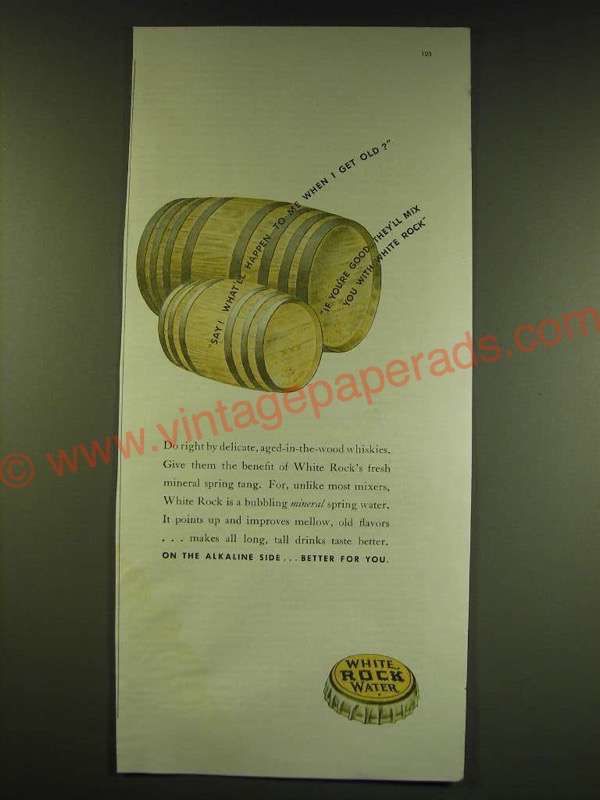 103
SAY! WHAT'LL HAPPEN TO ME WHEN I GET OLD?"
"IF YOU'RE GOOD, THEY'LL MIX
YOU WITH WHITE ROCK"
© www.vintagepaperads.com
Do right by delicate, aged-in-the-wood whiskies.
Give them the benefit of White Rock's fresh
mineral spring tang. For, unlike most mixers,
White Rock is a bubbling mineral spring water.
It points up and improves mellow, old flavors
. . . makes all long, tall drinks taste better.
ON THE ALKALINE SIDE . . . BETTER FOR YOU.
WHITE
ROCK
WATER